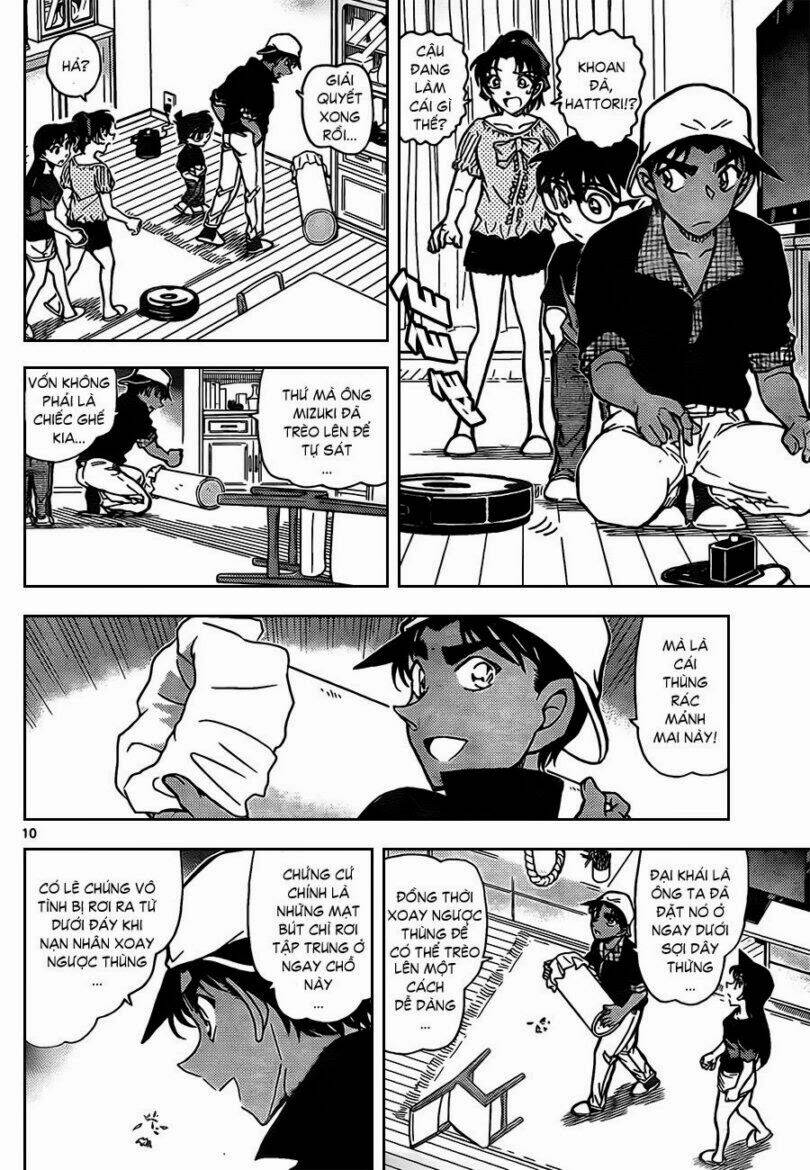 KHOAN
ĐÃ,
HATTORI!?
CẬU
ĐANG
LÀM
CÁI GÌ
THẾ?
GIẢI
QUYẾT
XONG
RỒI...
HẢ?
THỨ MÀ ÔNG
MIZUKI ĐÃ
TRÈO LÊN ĐỂ
TỰ SÁT
...
VỐN KHÔNG
PHẢI LÀ
CHIẾC GHẾ
KIA...
MÀ LÀ
CÁI
THÙNG
RÁC
MẢNH
MAI NÀY!
10
ĐẠI KHÁI LÀ
ÔNG TA ĐÃ
ĐẶT NÓ Ở
NGAY DƯỚI
SỢI DÂY
THỪNG
...
ĐỒNG THỜI
XOAY NGƯỢC
THÙNG ĐỂ
CÓ THỂ TRÈO
LÊN MỘT
CÁCH
DỄ DÀNG
...
CHỨNG CỨ
CHÍNH LÀ
NHỮNG MẠT
BÚT CHÌ RƠI
TẬP TRUNG Ở
NGAY CHỖ
NÀY
...
CÓ LẼ CHÚNG VÔ
TÌNH BỊ RƠI RA TỪ
DƯỚI ĐÁY KHI
NẠN NHÂN XOAY
NGƯỢC THÙNG
...